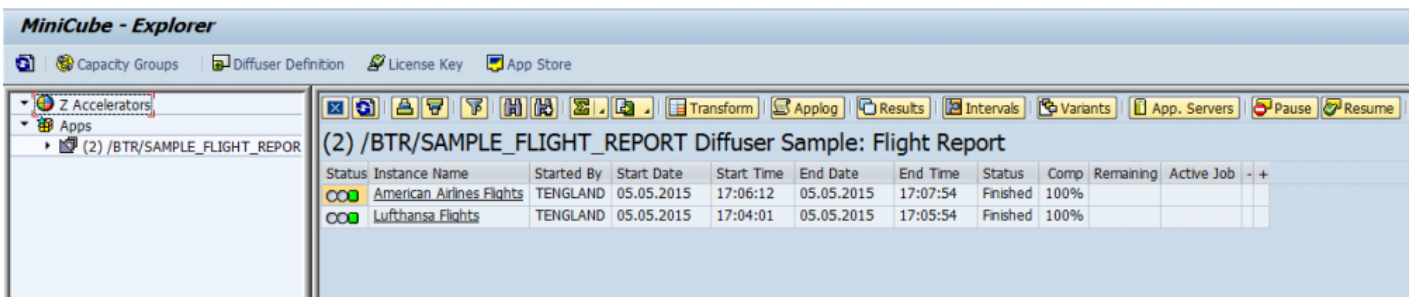 MiniCube - Explorer
Capacity Groups Diffuser Definition License Key App Store
Z Accelerators
Apps
(2) /BTR/SAMPLE_FLIGHT_REPOR
Transform Applog Results Intervals Variants App. Servers Pause Resume
(2) /BTR/SAMPLE_FLIGHT_REPORT Diffuser Sample: Flight Report
Status Instance Name Started By Start Date Start Time End Date End Time Status Comp Remaining Active Job - +
American Airlines Flights TENGLAND 05.05.2015 17:06:12 05.05.2015 17:07:54 Finished 100%
Lufthansa Flights TENGLAND 05.05.2015 17:04:01 05.05.2015 17:05:54 Finished 100%